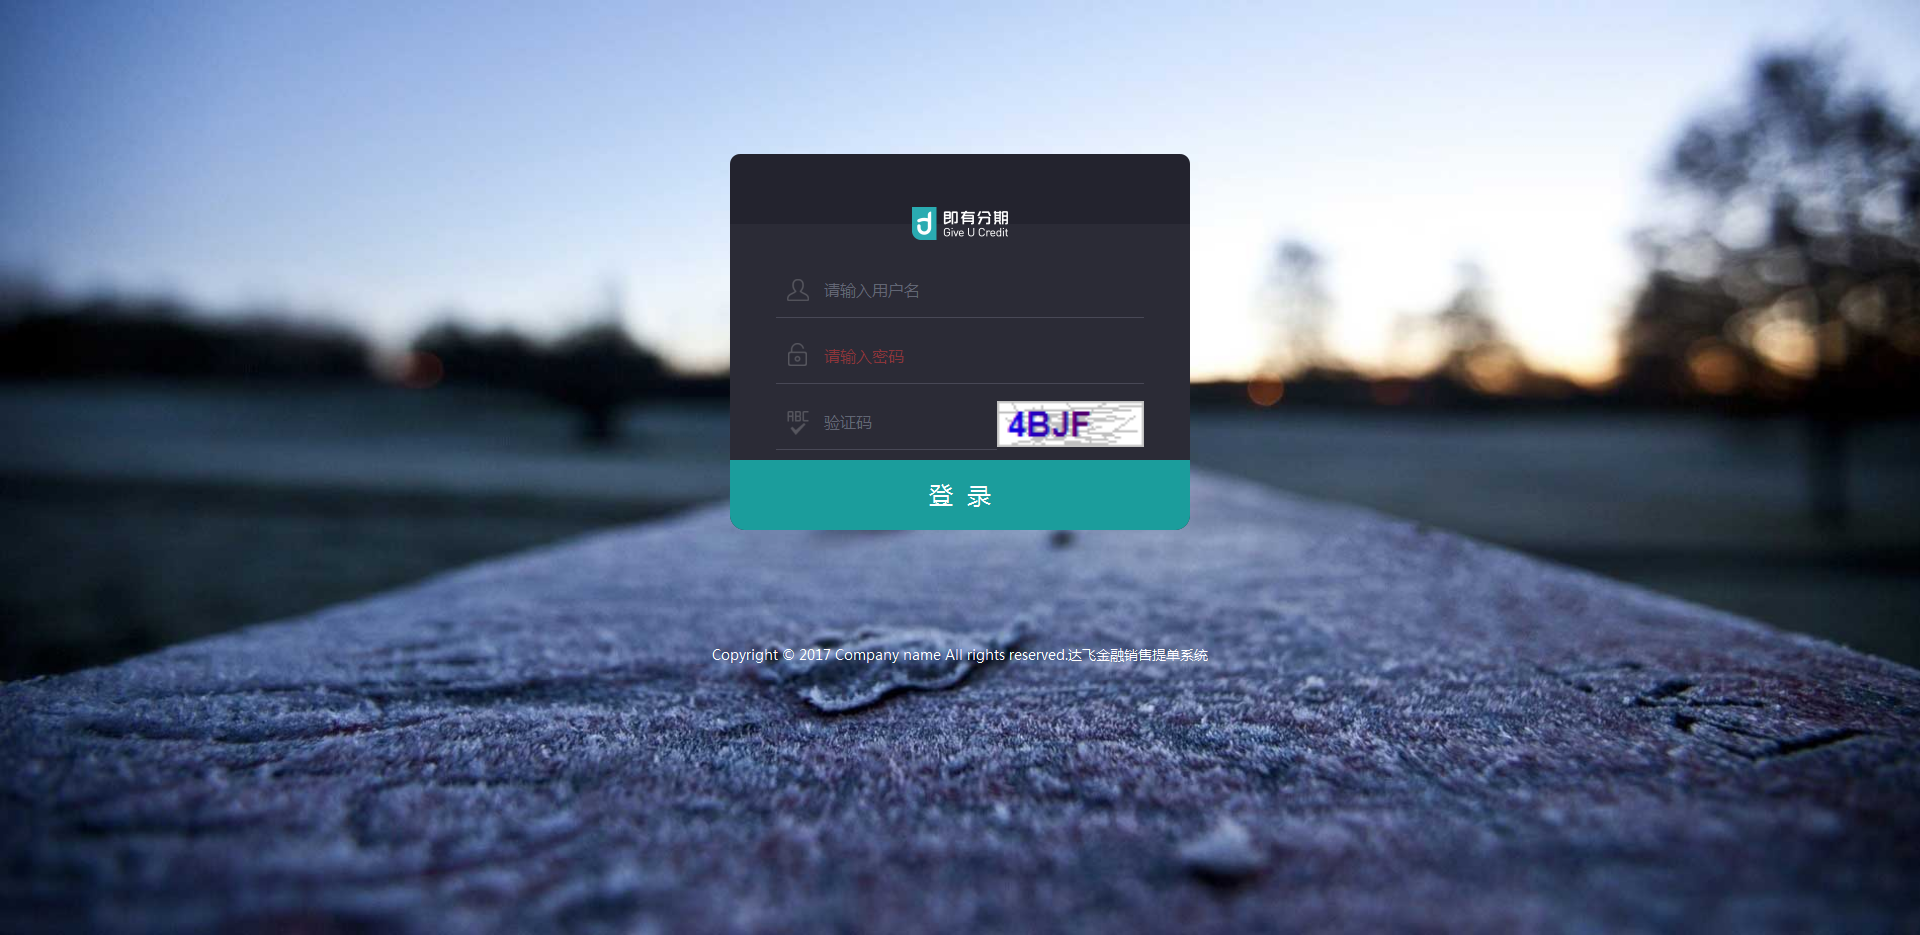 即有分期
Give U Credit
请输入用户名
请输入密码
ABC
验证码
4BJF
登 录
Copyright © 2017 Company name All rights reserved.达飞金融销售提单系统